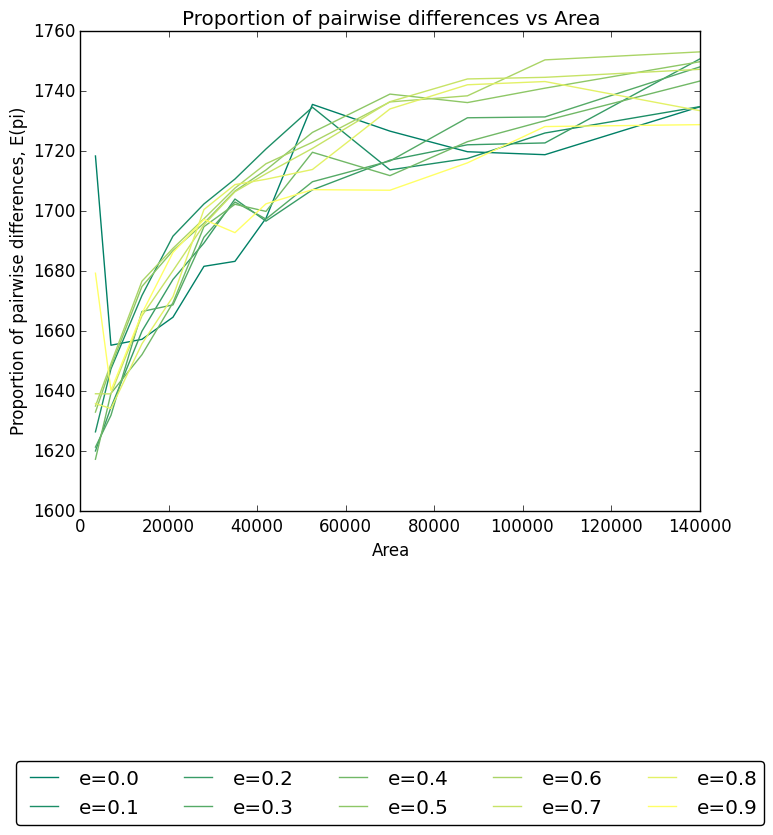 Proportion of pairwise differences vs Area
1760
1740
1720
1700
1680
1660
1640
1620
1600
Proportion of pairwise differences, E(pi)
0 20000 40000 60000 80000 100000 120000 140000
Area
e=0.0 e=0.2 e=0.4 e=0.6 e=0.8
e=0.1 e=0.3 e=0.5 e=0.7 e=0.9